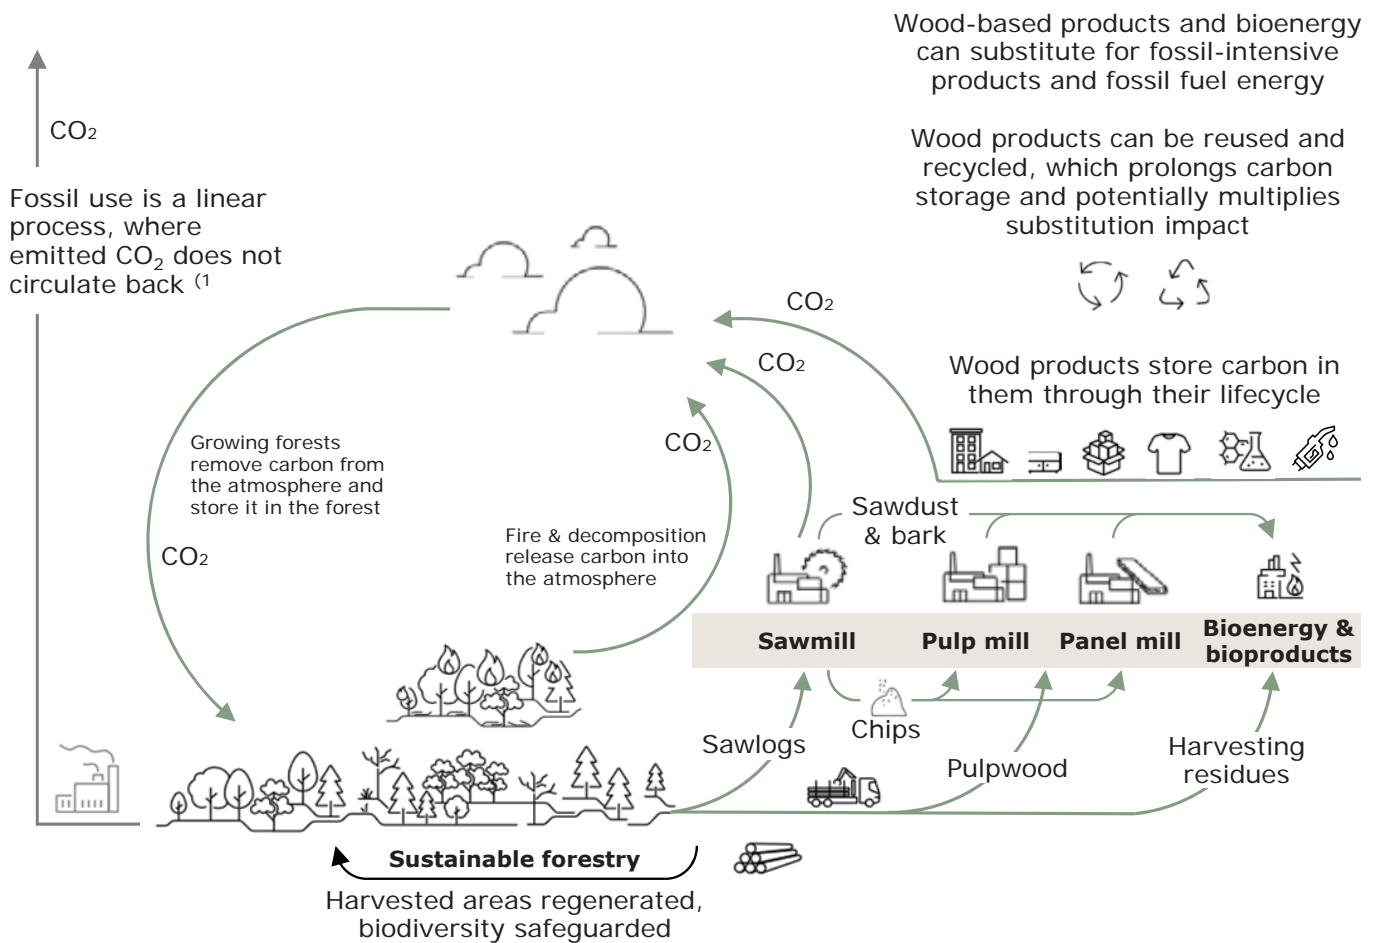 Wood-based products and bioenergy
can substitute for fossil-intensive
products and fossil fuel energy
CO₂
Wood products can be reused and
recycled, which prolongs carbon
storage and potentially multiplies
substitution impact
Fossil use is a linear
process, where
emitted CO₂ does not
circulate back ⁽¹
CO₂
CO₂
Wood products store carbon in
them through their lifecycle
CO₂
Growing forests
remove carbon from
the atmosphere and
store it in the forest
CO₂
Fire & decomposition
release carbon into
the atmosphere
Sawdust
& bark
Sawmill
Pulp mill
Panel mill
Bioenergy &
bioproducts
Sawlogs
Chips
Pulpwood
Harvesting
residues
Sustainable forestry
Harvested areas regenerated,
biodiversity safeguarded